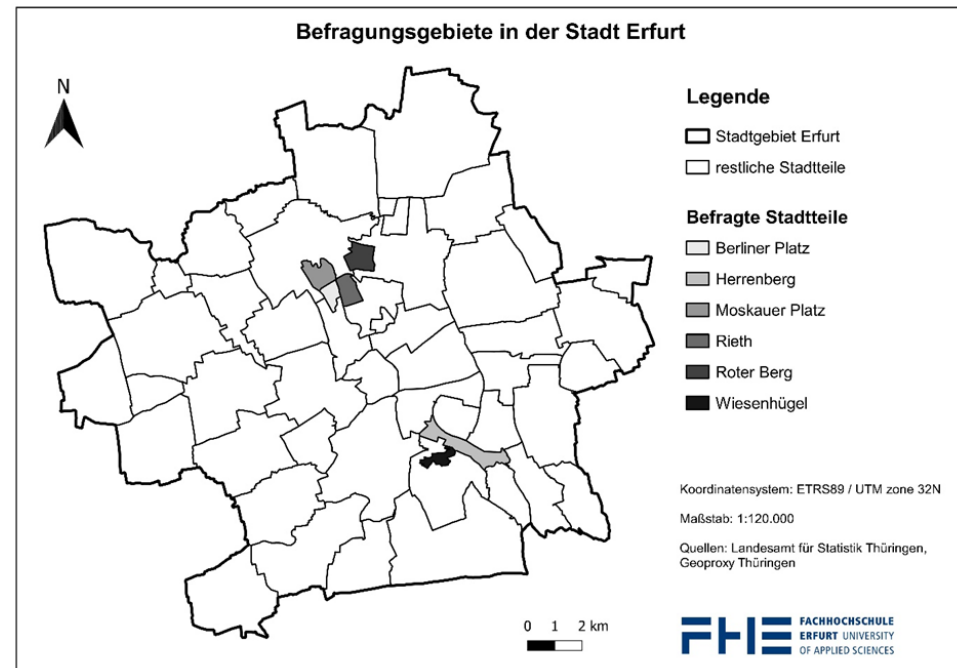 Befragungsgebiete in der Stadt Erfurt
N
Legende
Stadtgebiet Erfurt
restliche Stadtteile
Befragte Stadtteile
Berliner Platz
Herrenberg
Moskauer Platz
Rieth
Roter Berg
Wiesenhügel
Koordinatensystem: ETRS89 / UTM zone 32N
Maßstab: 1:120.000
Quellen: Landesamt für Statistik Thüringen,
Geoproxy Thüringen
0 1 2 km
FHE FACHHOCHSCHULE
ERFURT UNIVERSITY
OF APPLIED SCIENCES